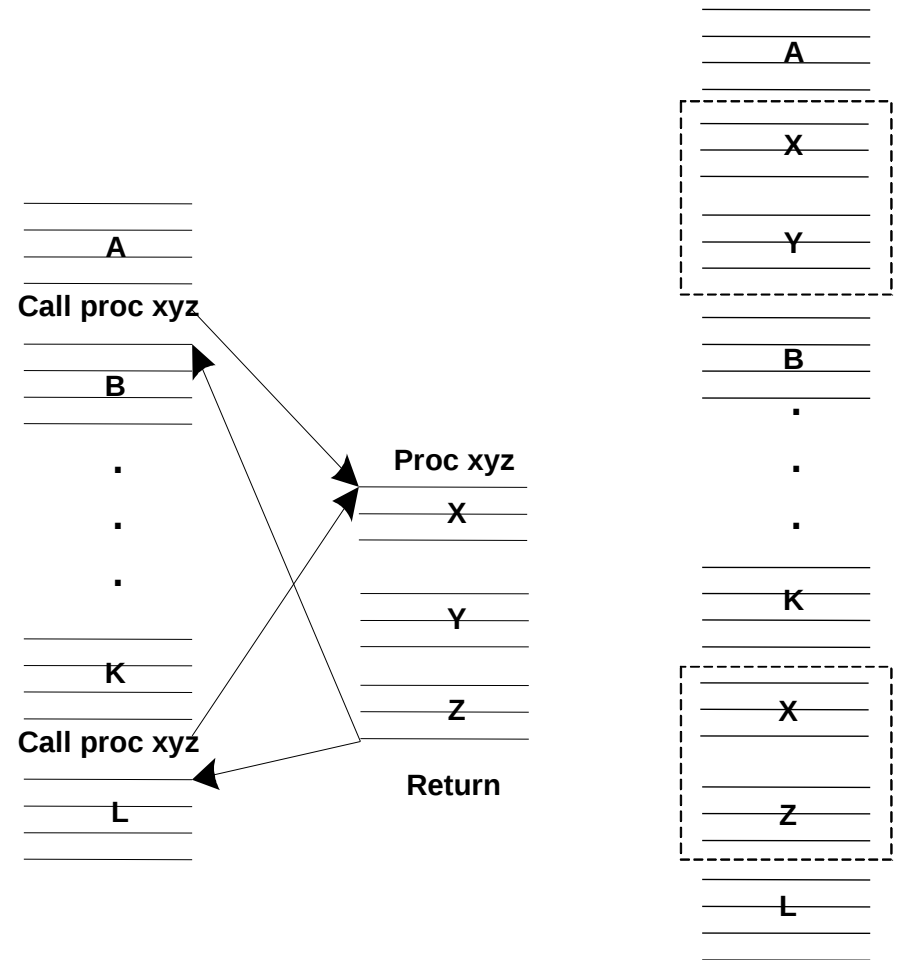 A
Call proc xyz
B
.
.
.
K
Call proc xyz
L
Proc xyz
X
Y
Z
Return
A
X
Y
B
.
.
.
K
X
Z
L